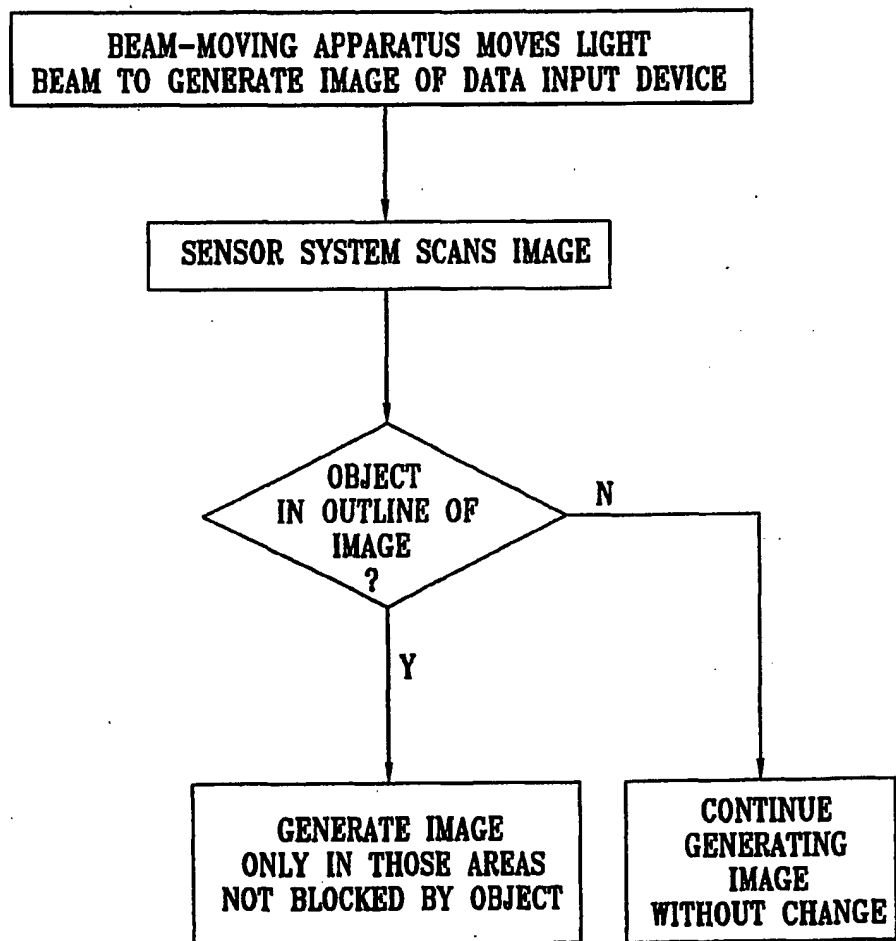 BEAM-MOVING APPARATUS MOVES LIGHT
BEAM TO GENERATE IMAGE OF DATA INPUT DEVICE
SENSOR SYSTEM SCANS IMAGE
OBJECT
IN OUTLINE OF
IMAGE
?
N
Y
GENERATE IMAGE
ONLY IN THOSE AREAS
NOT BLOCKED BY OBJECT
CONTINUE
GENERATING
IMAGE
WITHOUT CHANGE